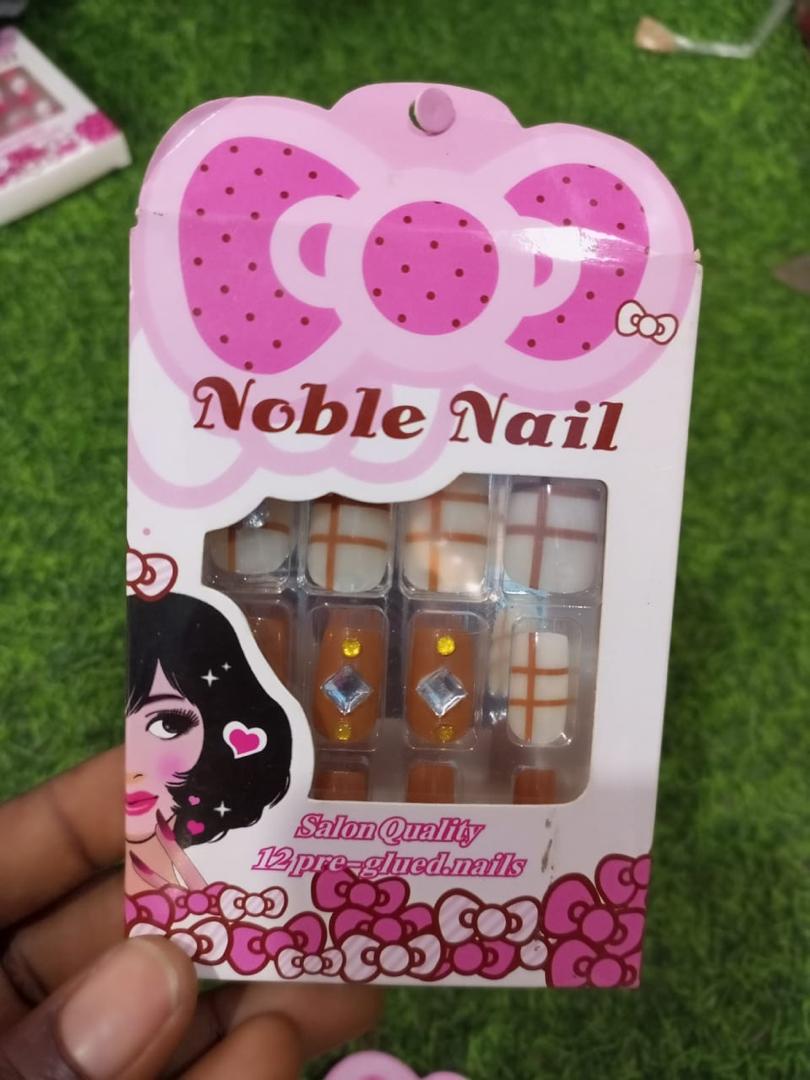 Noble Nail
Salon Quality
12 pre-glued.nails